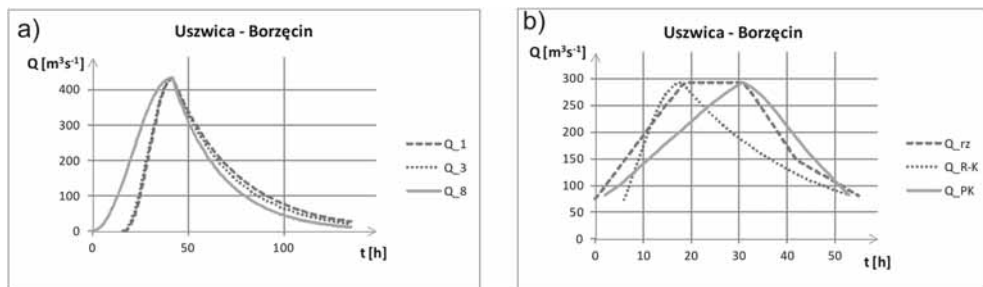 a)
Uszwica - Borzęcin
Q [m³s⁻¹]
400
300
200
100
0
0 50 100
t [h]
Q_1
Q_3
Q_8
b)
Uszwica - Borzęcin
Q [m³s⁻¹]
300
250
200
150
100
50
0
0 10 20 30 40 50
t [h]
Q_rz
Q_R-K
Q_PK